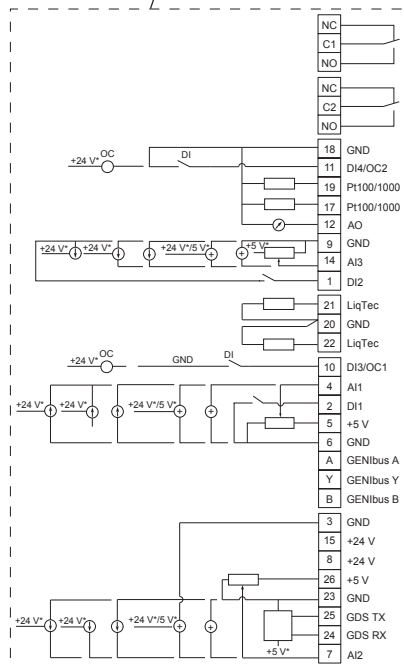 NC
C1
NO
NC
C2
NO
18 GND
+24 V* OC DI 11 DI4/OC2
19 Pt100/1000
17 Pt100/1000
12 AO
9 GND
+24 V* +24 V* +24 V*/5 V* +5 V*
14 AI3
1 DI2
21 LiqTec
20 GND
22 LiqTec
+24 V* OC GND DI 10 DI3/OC1
4 AI1
2 DI1
+24 V* +24 V* +24 V*/5 V* 5 +5 V
6 GND
A GENIbus A
Y GENIbus Y
B GENIbus B
3 GND
15 +24 V
8 +24 V
26 +5 V
23 GND
25 GDS TX
+24 V* +24 V* +24 V*/5 V* 24 GDS RX
+5 V* 7 AI2